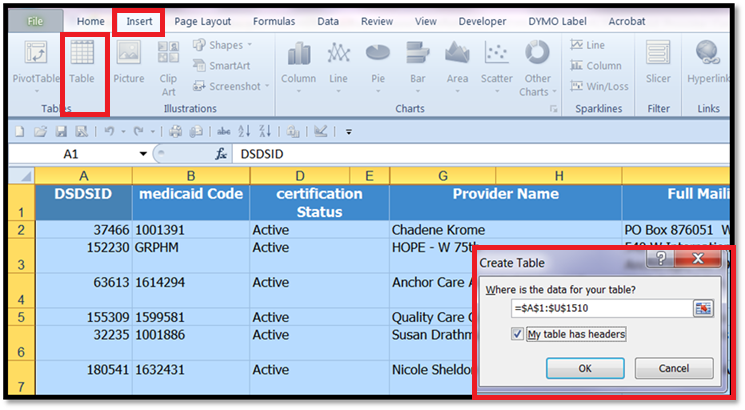 File Home Insert Page Layout Formulas Data Review View Developer DYMO Label Acrobat
PivotTable Table Picture Clip Art Shapes SmartArt Screenshot Column Line Pie Bar Area Scatter Other Charts Line Column Win/Loss Slicer Hyperlink
Tables Illustrations Charts Sparklines Filter Links
A1 fx DSDSID
A B D E G H
1 DSDSID medicaid Code certification Status Provider Name Full Maili
2 37466 1001391 Active Chadene Krome PO Box 876051 W
3 152230 GRPHM Active HOPE - W 75th
4 63613 1614294 Active Anchor Care A
5 155309 1599581 Active Quality Care
6 32235 1001886 Active Susan Drathm
7 180541 1632431 Active Nicole Sheldo
Create Table
Where is the data for your table?
=$A$1:$U$1510
My table has headers
OK Cancel